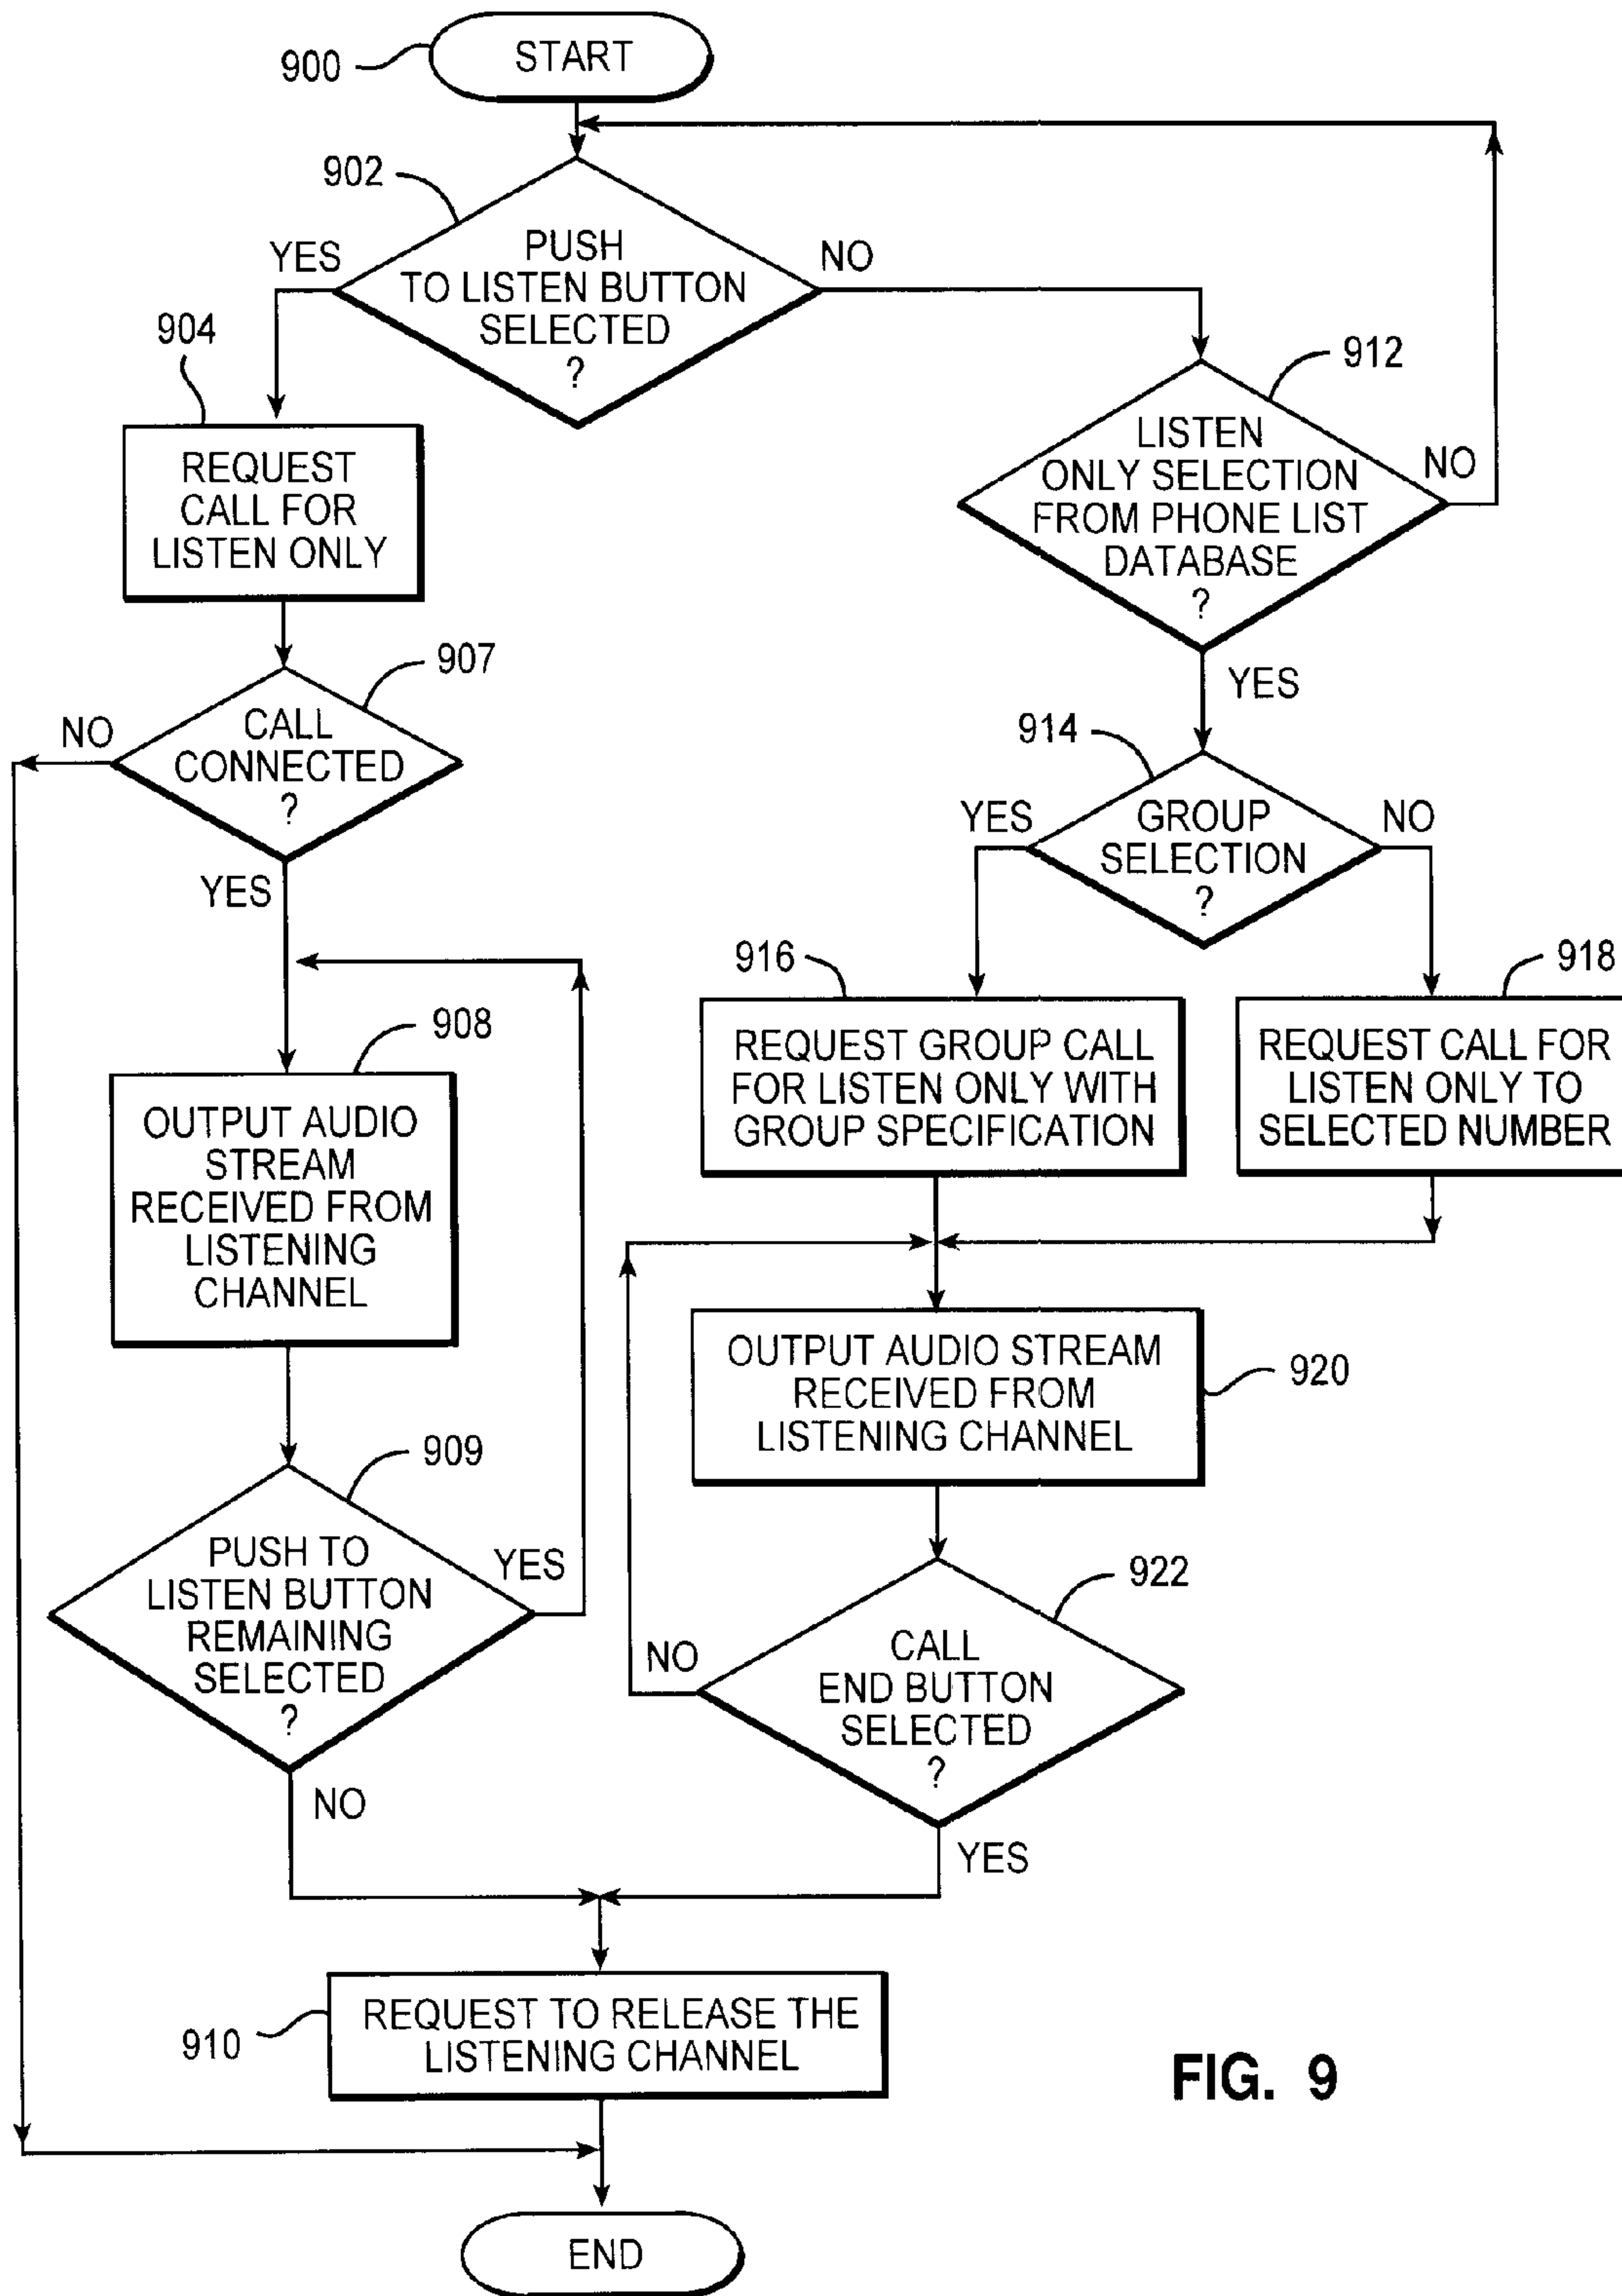 START
900
902
PUSH
TO LISTEN BUTTON
SELECTED
?
YES
NO
904
REQUEST
CALL FOR
LISTEN ONLY
912
LISTEN
ONLY SELECTION
FROM PHONE LIST
DATABASE
?
NO
YES
907
CALL
CONNECTED
?
NO
YES
914
GROUP
SELECTION
?
YES
NO
916
REQUEST GROUP CALL
FOR LISTEN ONLY WITH
GROUP SPECIFICATION
918
REQUEST CALL FOR
LISTEN ONLY TO
SELECTED NUMBER
908
OUTPUT AUDIO
STREAM
RECEIVED FROM
LISTENING
CHANNEL
OUTPUT AUDIO STREAM
RECEIVED FROM
LISTENING CHANNEL
920
909
PUSH TO
LISTEN BUTTON
REMAINING
SELECTED
?
YES
NO
922
CALL
END BUTTON
SELECTED
?
NO
YES
910
REQUEST TO RELEASE THE
LISTENING CHANNEL
FIG. 9
END